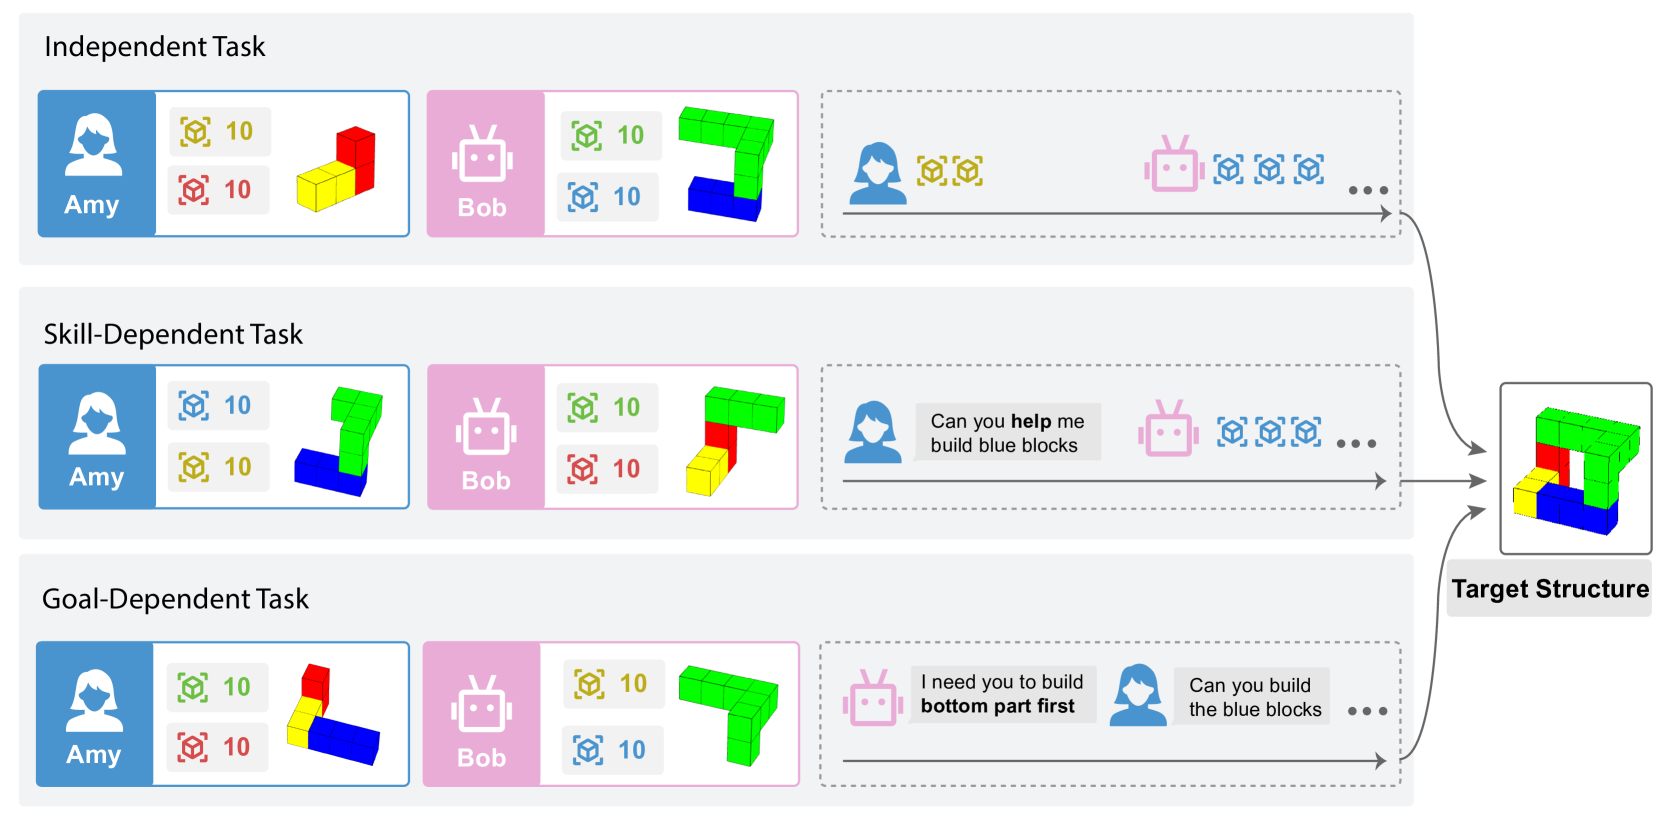 Independent Task
Amy
10
10
Bob
10
10
Skill-Dependent Task
Amy
10
10
Bob
10
10
Can you help me
build blue blocks
Goal-Dependent Task
Amy
10
10
Bob
10
10
I need you to build
bottom part first
Can you build
the blue blocks
Target Structure